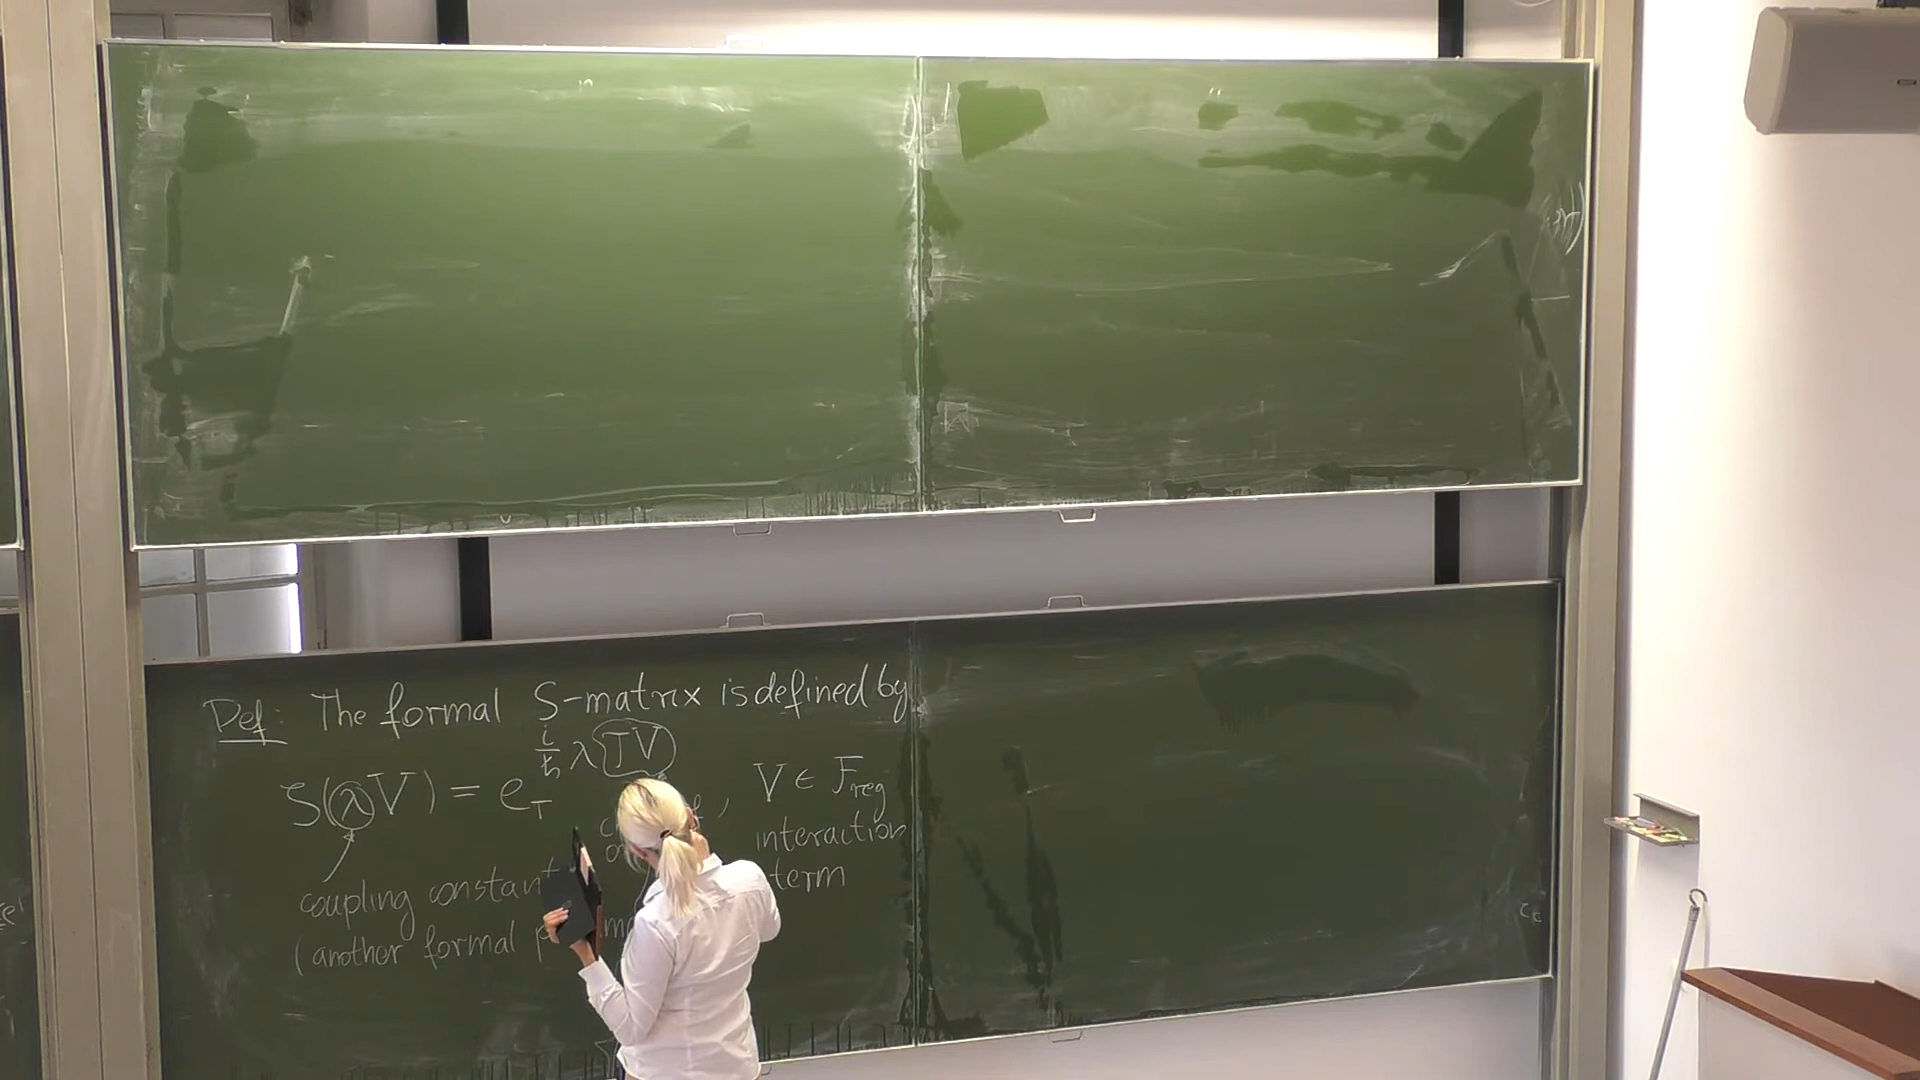 Def: The formal S-matrix is defined by
S(λV) = e_T^{i/ħ λ TV} , V ∈ F_reg
interaction
term
coupling constant
(another formal